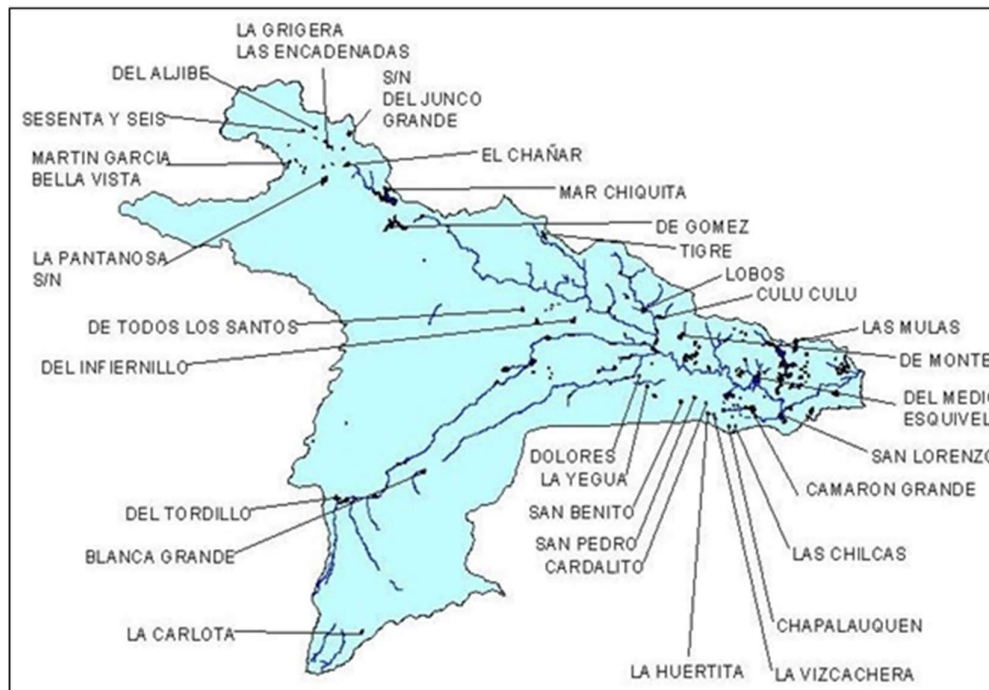 LA GRIGERA
LAS ENCADENADAS
DEL ALJIBE
S/N
DEL JUNCO
GRANDE
SESENTA Y SEIS
MARTIN GARCIA
BELLA VISTA
EL CHAÑAR
MAR CHIQUITA
DE GOMEZ
TIGRE
LA PANTANOSA
S/N
LOBOS
CULU CULU
DE TODOS LOS SANTOS
LAS MULAS
DE MONTE
DEL INFIERNILLO
DEL MEDIO
ESQUIVEL
DOLORES
LA YEGUA
SAN LORENZO
CAMARON GRANDE
DEL TORDILLO
SAN BENITO
BLANCA GRANDE
SAN PEDRO
CARDALITO
LAS CHILCAS
LA CARLOTA
CHAPALAUQUEN
LA HUERTITA
LA VIZCACHERA